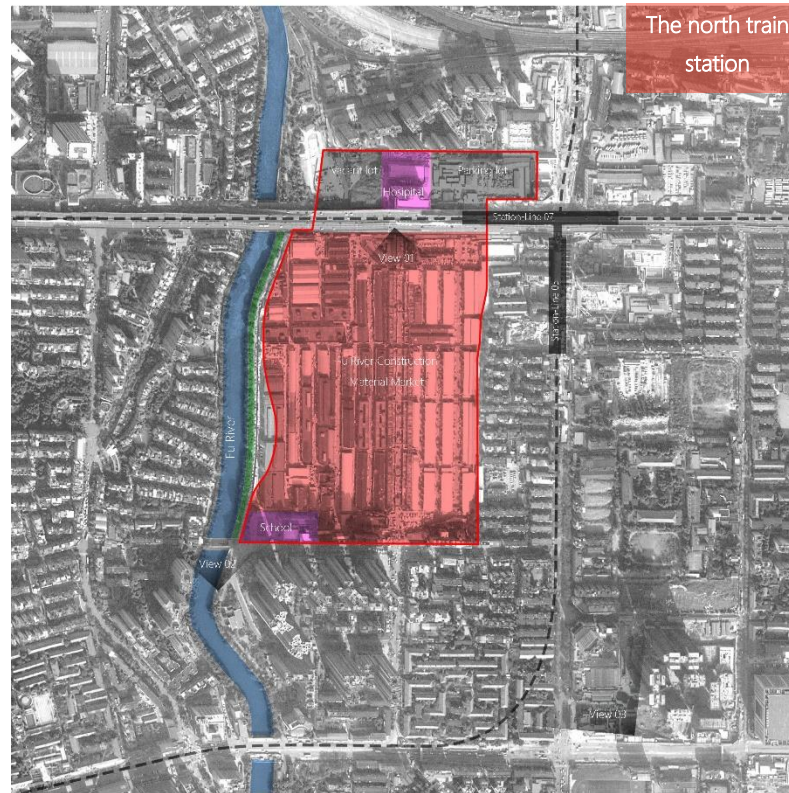 The north train
station
Vacant lot
Parking lot
Hospital
Station-Line 07
View 01
Station-Line 05
Fu River Construction
Material Market
Fu River
School
View 02
View 03